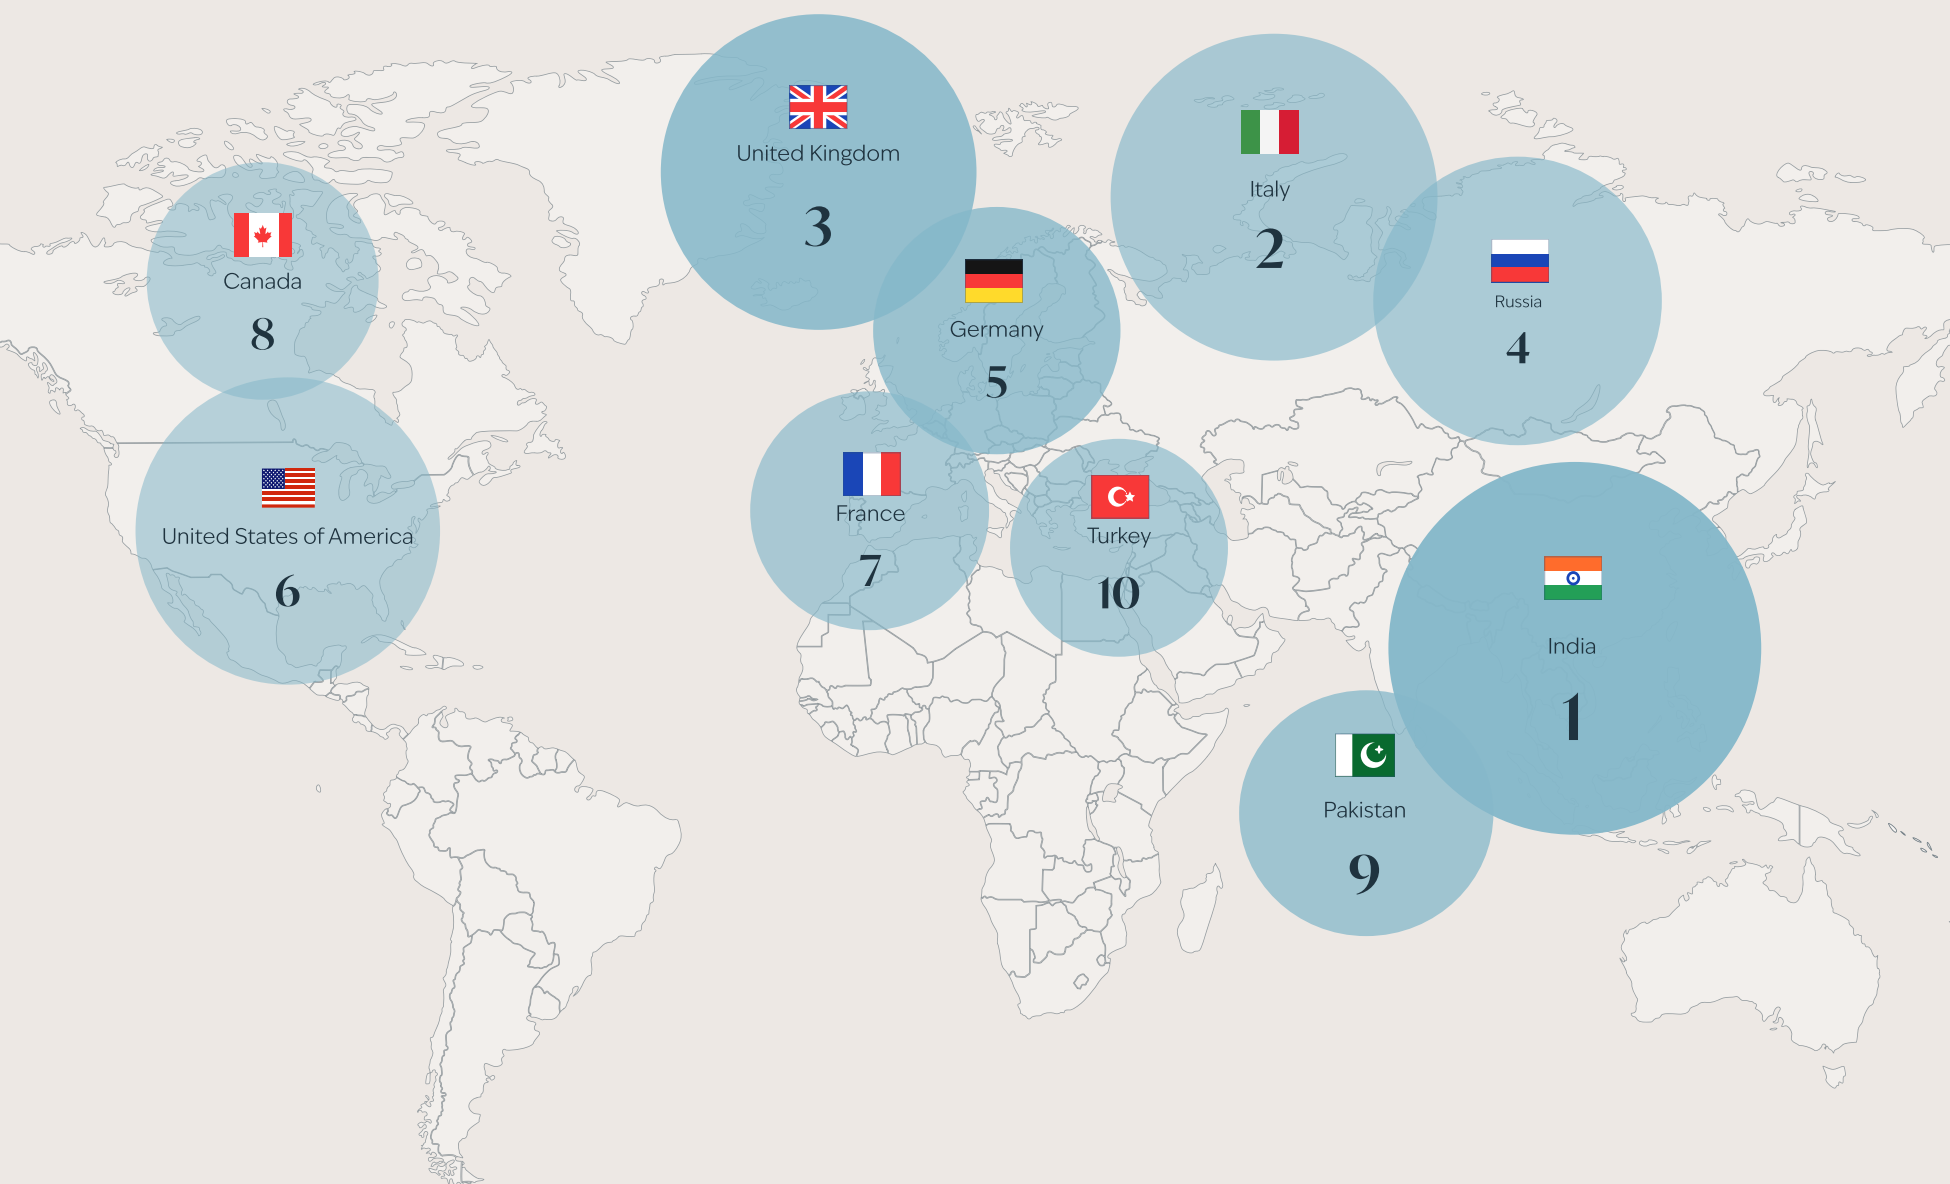 United Kingdom
3
Italy
2
Canada
8
Russia
4
Germany
5
United States of America
6
France
7
Turkey
10
India
1
Pakistan
9